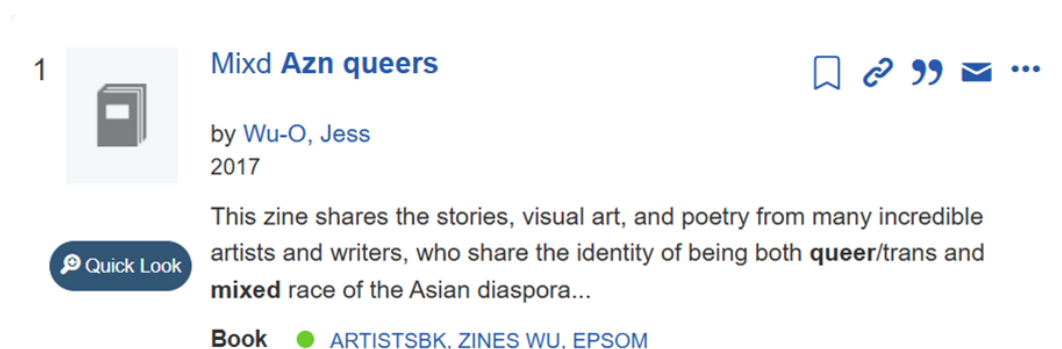 1
Mixd Azn queers
by Wu-O, Jess
2017
This zine shares the stories, visual art, and poetry from many incredible
artists and writers, who share the identity of being both queer/trans and
mixed race of the Asian diaspora...
Quick Look
Book ARTISTSBK, ZINES WU, EPSOM